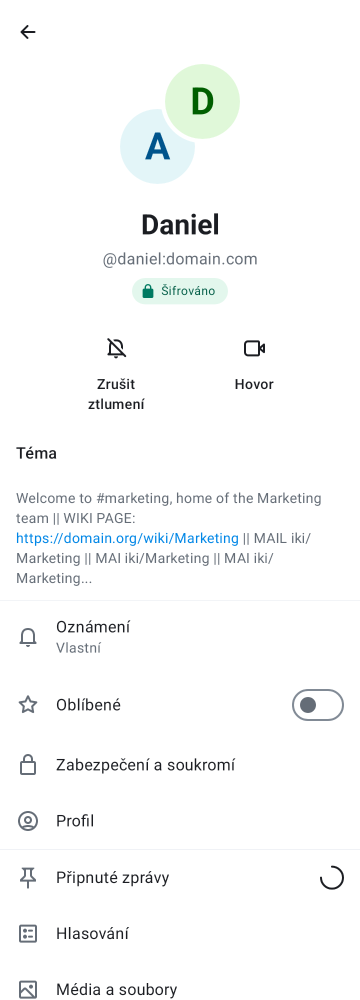 D
A
Daniel
@daniel:domain.com
Šifrováno
Zrušit
ztlumení
Hovor
Téma
Welcome to #marketing, home of the Marketing
team || WIKI PAGE:
https://domain.org/wiki/Marketing || MAIL iki/
Marketing || MAI iki/Marketing || MAI iki/
Marketing...
Oznámení
Vlastní
Oblíbené
Zabezpečení a soukromí
Profil
Připnuté zprávy
Hlasování
Média a soubory